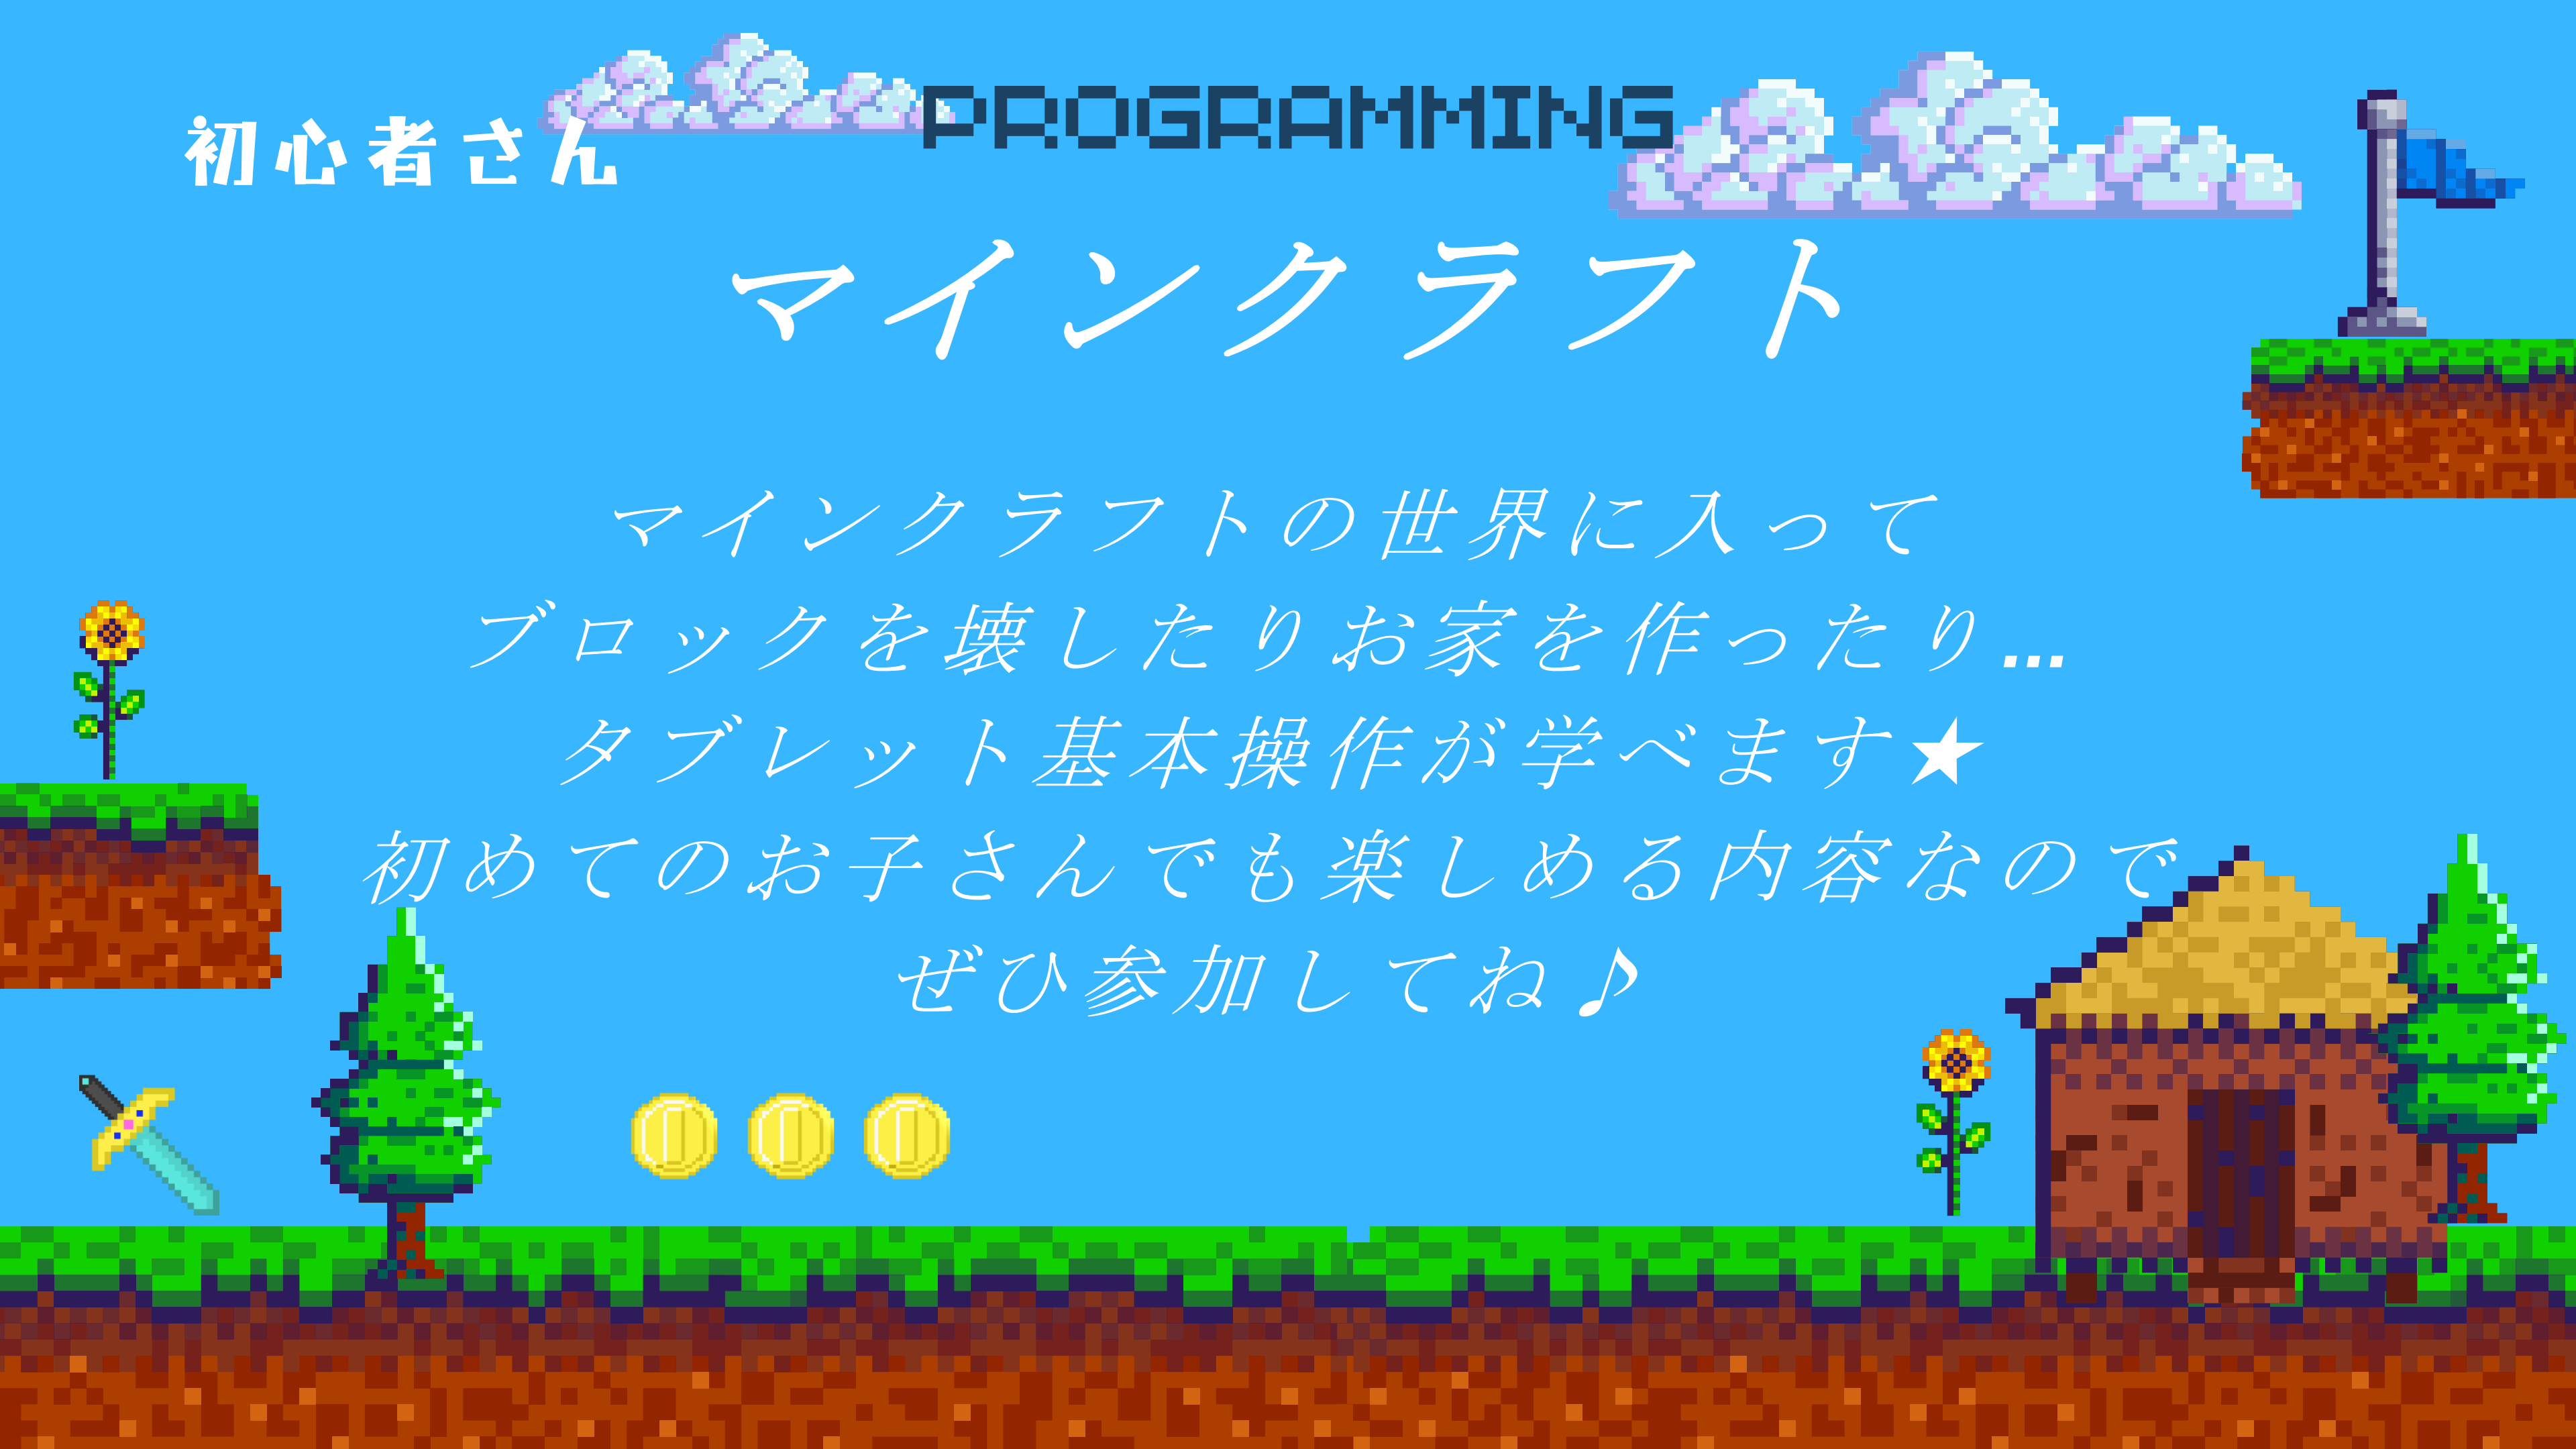 PROGRAMMING
初心者さん
マインクラフト
マインクラフトの世界に入って
ブロックを壊したりお家を作ったり...
タブレット基本操作が学べます★
初めてのお子さんでも楽しめる内容なので
ぜひ参加してね♪